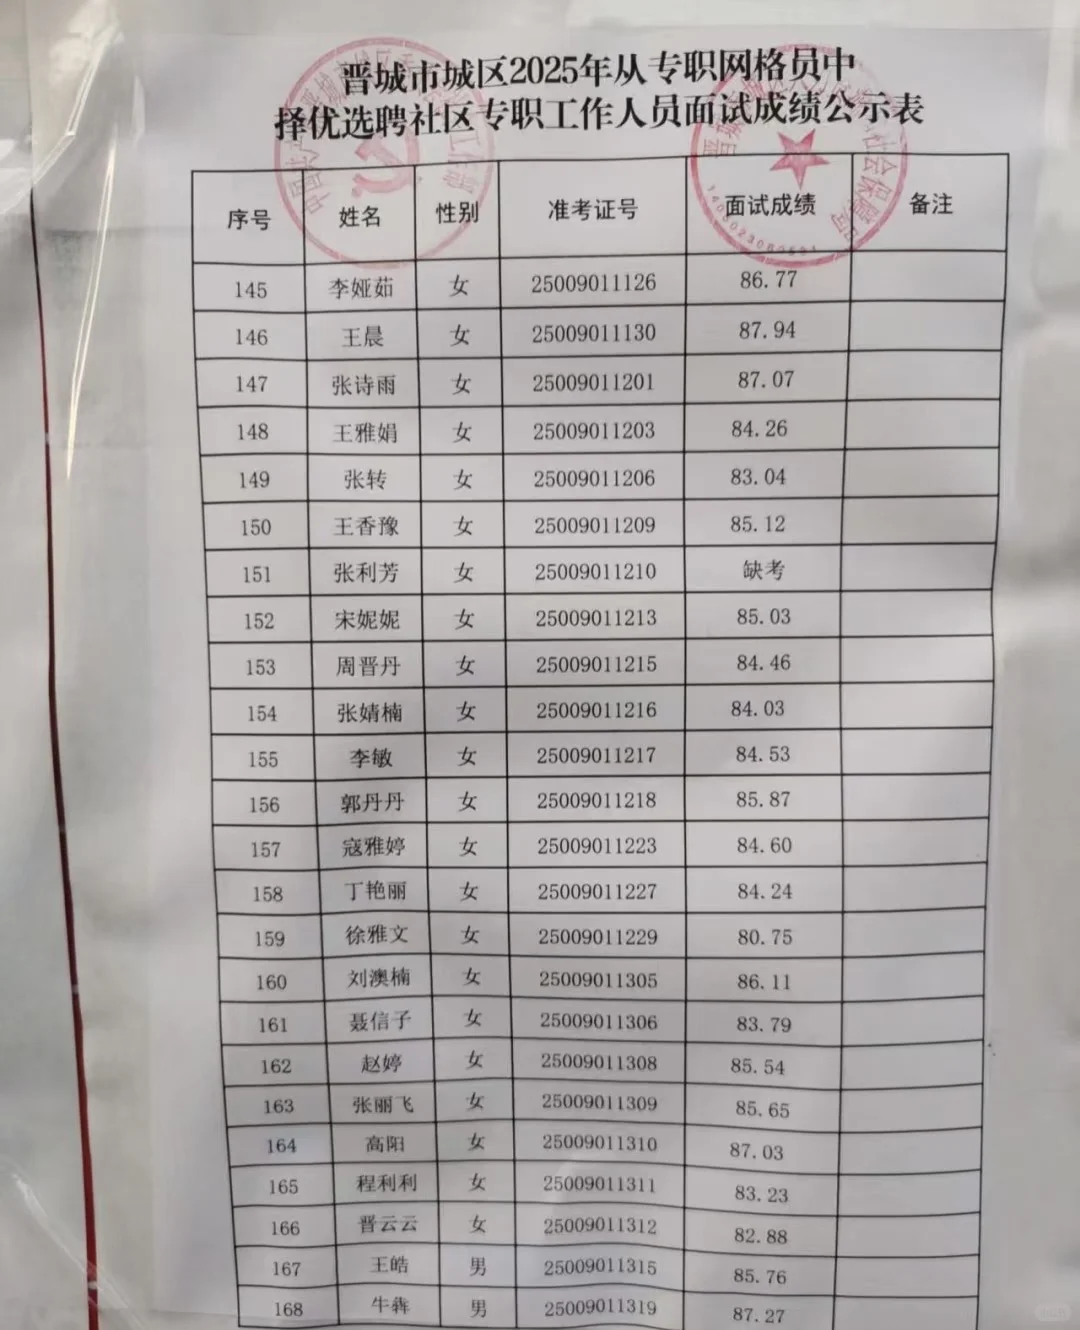 晋城市城区2025年从专职网格员中
择优选聘社区专职工作人员面试成绩公示表
序号 姓名 性别 准考证号 面试成绩 备注
145 李娅茹 女 25009011126 86.77
146 王晨 女 25009011130 87.94
147 张诗雨 女 25009011201 87.07
148 王雅娟 女 25009011203 84.26
149 张转 女 25009011206 83.04
150 王香豫 女 25009011209 85.12
151 张利芳 女 25009011210 缺考
152 宋妮妮 女 25009011213 85.03
153 周晋丹 女 25009011215 84.46
154 张婧楠 女 25009011216 84.03
155 李敏 女 25009011217 84.53
156 郭丹丹 女 25009011218 85.87
157 寇雅婷 女 25009011223 84.60
158 丁艳丽 女 25009011227 84.24
159 徐雅文 女 25009011229 80.75
160 刘澳楠 女 25009011305 86.11
161 聂信子 女 25009011306 83.79
162 赵婷 女 25009011308 85.54
163 张丽飞 女 25009011309 85.65
164 高阳 女 25009011310 87.03
165 程利利 女 25009011311 83.23
166 晋云云 女 25009011312 82.88
167 王皓 男 25009011315 85.76
168 牛犇 男 25009011319 87.27